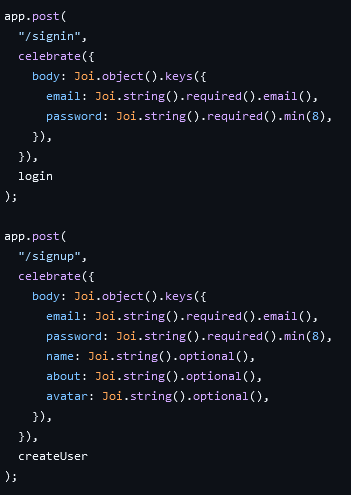 app.post(
  "/signin",
  celebrate({
    body: Joi.object().keys({
      email: Joi.string().required().email(),
      password: Joi.string().required().min(8),
    }),
  }),
  login
);

app.post(
  "/signup",
  celebrate({
    body: Joi.object().keys({
      email: Joi.string().required().email(),
      password: Joi.string().required().min(8),
      name: Joi.string().optional(),
      about: Joi.string().optional(),
      avatar: Joi.string().optional(),
    }),
  }),
  createUser
);